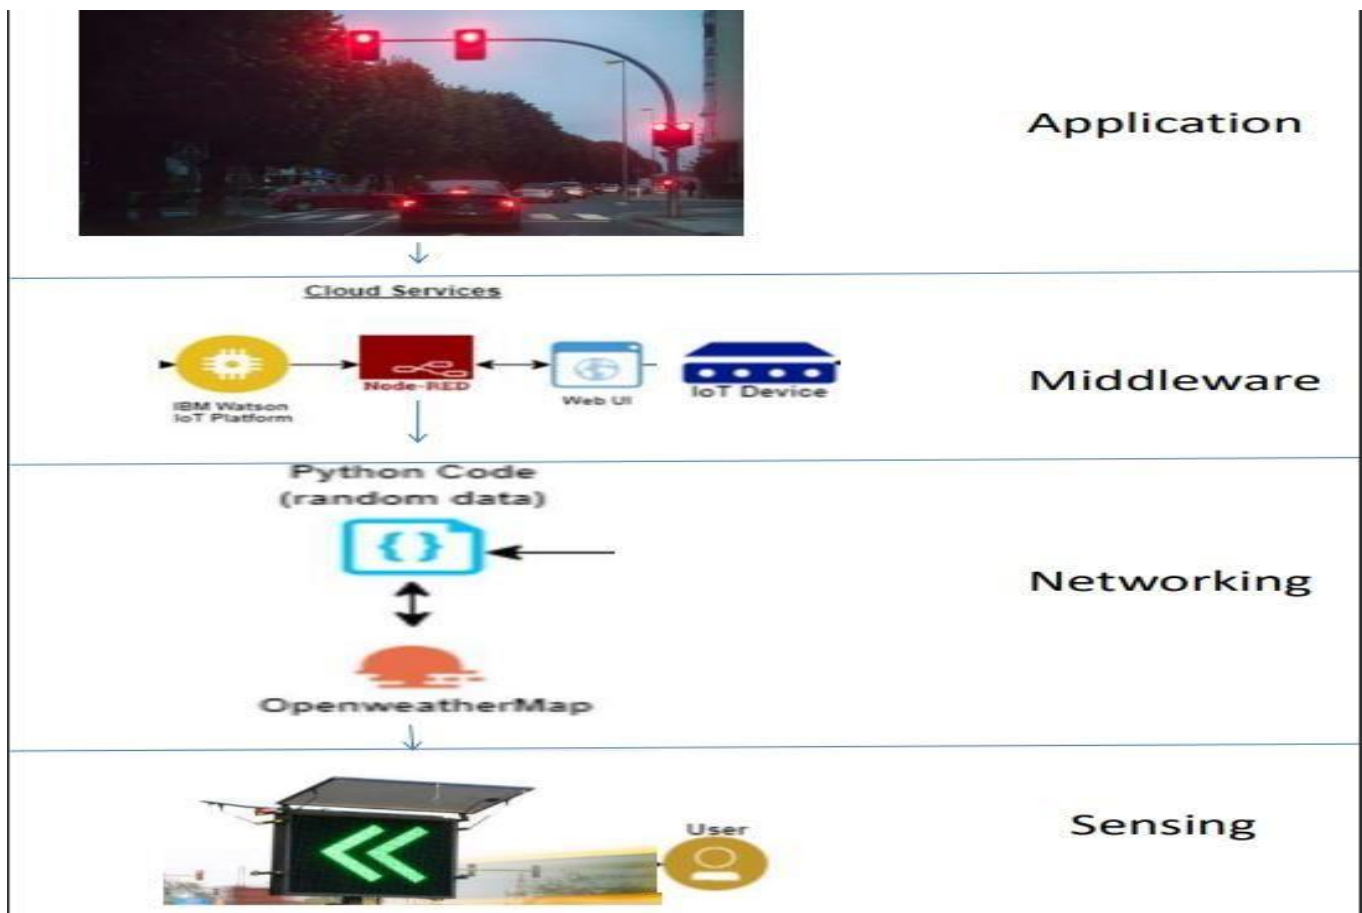 Application
Cloud Services
IBM Watson
IoT Platform
Node-RED
Web UI
IoT Device
Middleware
Python Code
(random data)
Networking
OpenweatherMap
Sensing
User